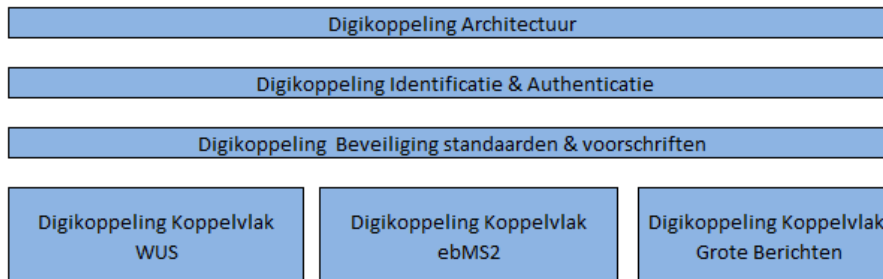 Digikoppeling Architectuur
Digikoppeling Identificatie & Authenticatie
Digikoppeling Beveiliging standaarden & voorschriften
Digikoppeling Koppelvlak
WUS
Digikoppeling Koppelvlak
ebMS2
Digikoppeling Koppelvlak
Grote Berichten